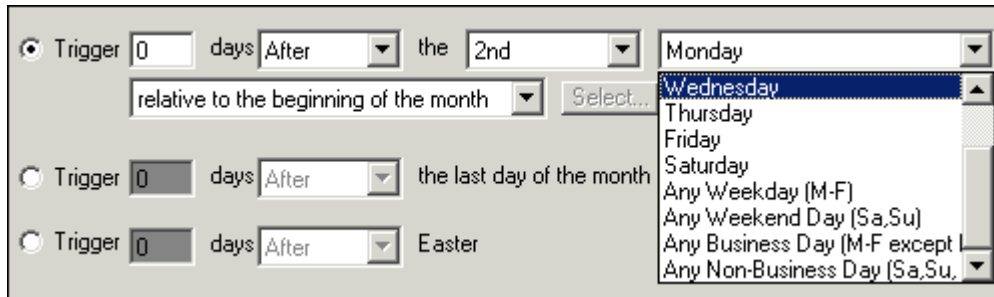 Trigger 0 days After the 2nd Monday
relative to the beginning of the month Select...
Wednesday
Thursday
Friday
Saturday
Any Weekday (M-F)
Any Weekend Day (Sa,Su)
Any Business Day (M-F except
Any Non-Business Day (Sa,Su,
Trigger 0 days After the last day of the month
Trigger 0 days After Easter